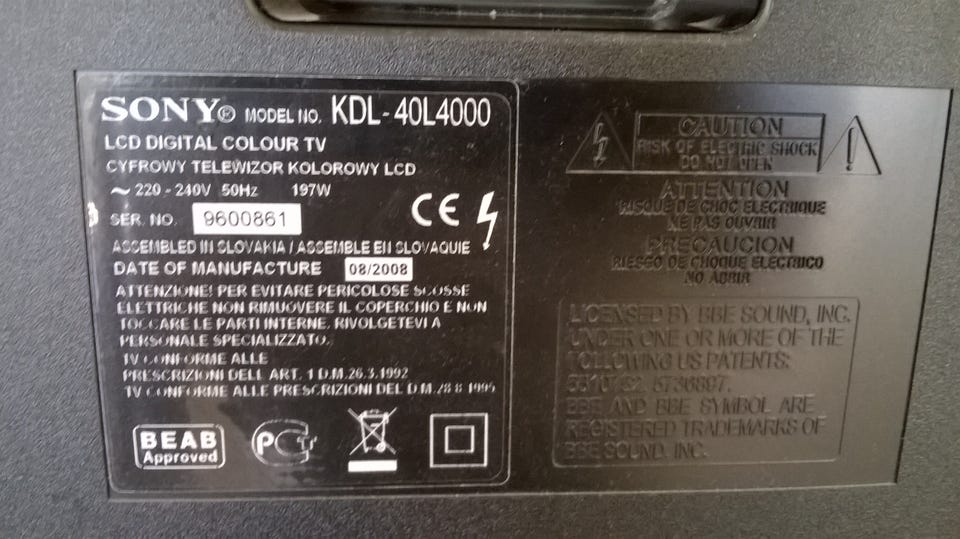 SONY® MODEL NO. KDL-40L4000
LCD DIGITAL COLOUR TV
CYFROWY TELEWIZOR KOLOROWY LCD
~ 220 - 240V 50Hz 197W
SER. NO. 9600861
CE
ASSEMBLED IN SLOVAKIA / ASSEMBLE EN SLOVAQUIE
DATE OF MANUFACTURE 08/2008
ATTENZIONE! PER EVITARE PERICOLOSE SCOSSE
ELETTRICHE NON RIMUOVERE IL COPERCHIO E NON
TOCCARE LE PARTI INTERNE. RIVOLGETEVI A
PERSONALE SPECIALIZZATO.
TV CONFORME ALLE
PRESCRIZIONI DELL ART. 1 D.M.26.3.1992
TV CONFORME ALLE PRESCRIZIONI DEL D.M.28 8 1995
BEAB
Approved
CAUTION
RISK OF ELECTRIC SHOCK
DO NOT OPEN
ATTENTION
RISQUE DE CHOC ELECTRIQUE
NE PAS OUVRIR
PRECAUCION
RIESGO DE CHOQUE ELECTRICO
NO ABRIR
LICENSED BY BBE SOUND, INC.
UNDER ONE OR MORE OF THE
FOLLOWING US PATENTS:
5510752, 5736897.
BBE AND BBE SYMBOL ARE
REGISTERED TRADEMARKS OF
BBE SOUND, INC.